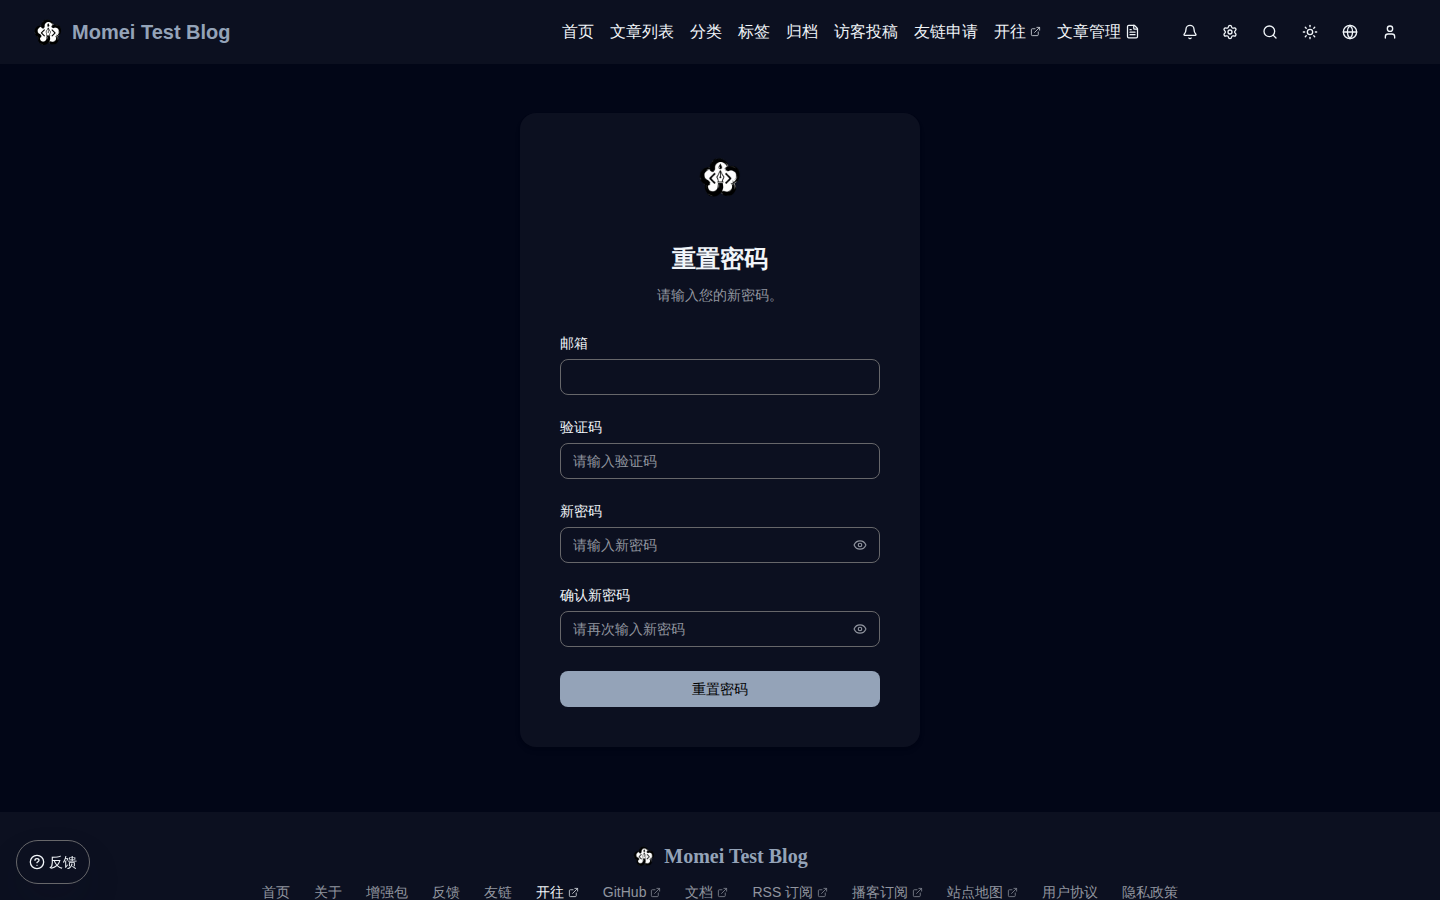 Momei Test Blog 首页 文章列表 分类 标签 归档 访客投稿 友链申请 开往 文章管理
重置密码
请输入您的新密码。
邮箱
验证码
请输入验证码
新密码
请输入新密码
确认新密码
请再次输入新密码
重置密码
Momei Test Blog
反馈
首页 关于 增强包 反馈 友链 开往 GitHub 文档 RSS 订阅 播客订阅 站点地图 用户协议 隐私政策